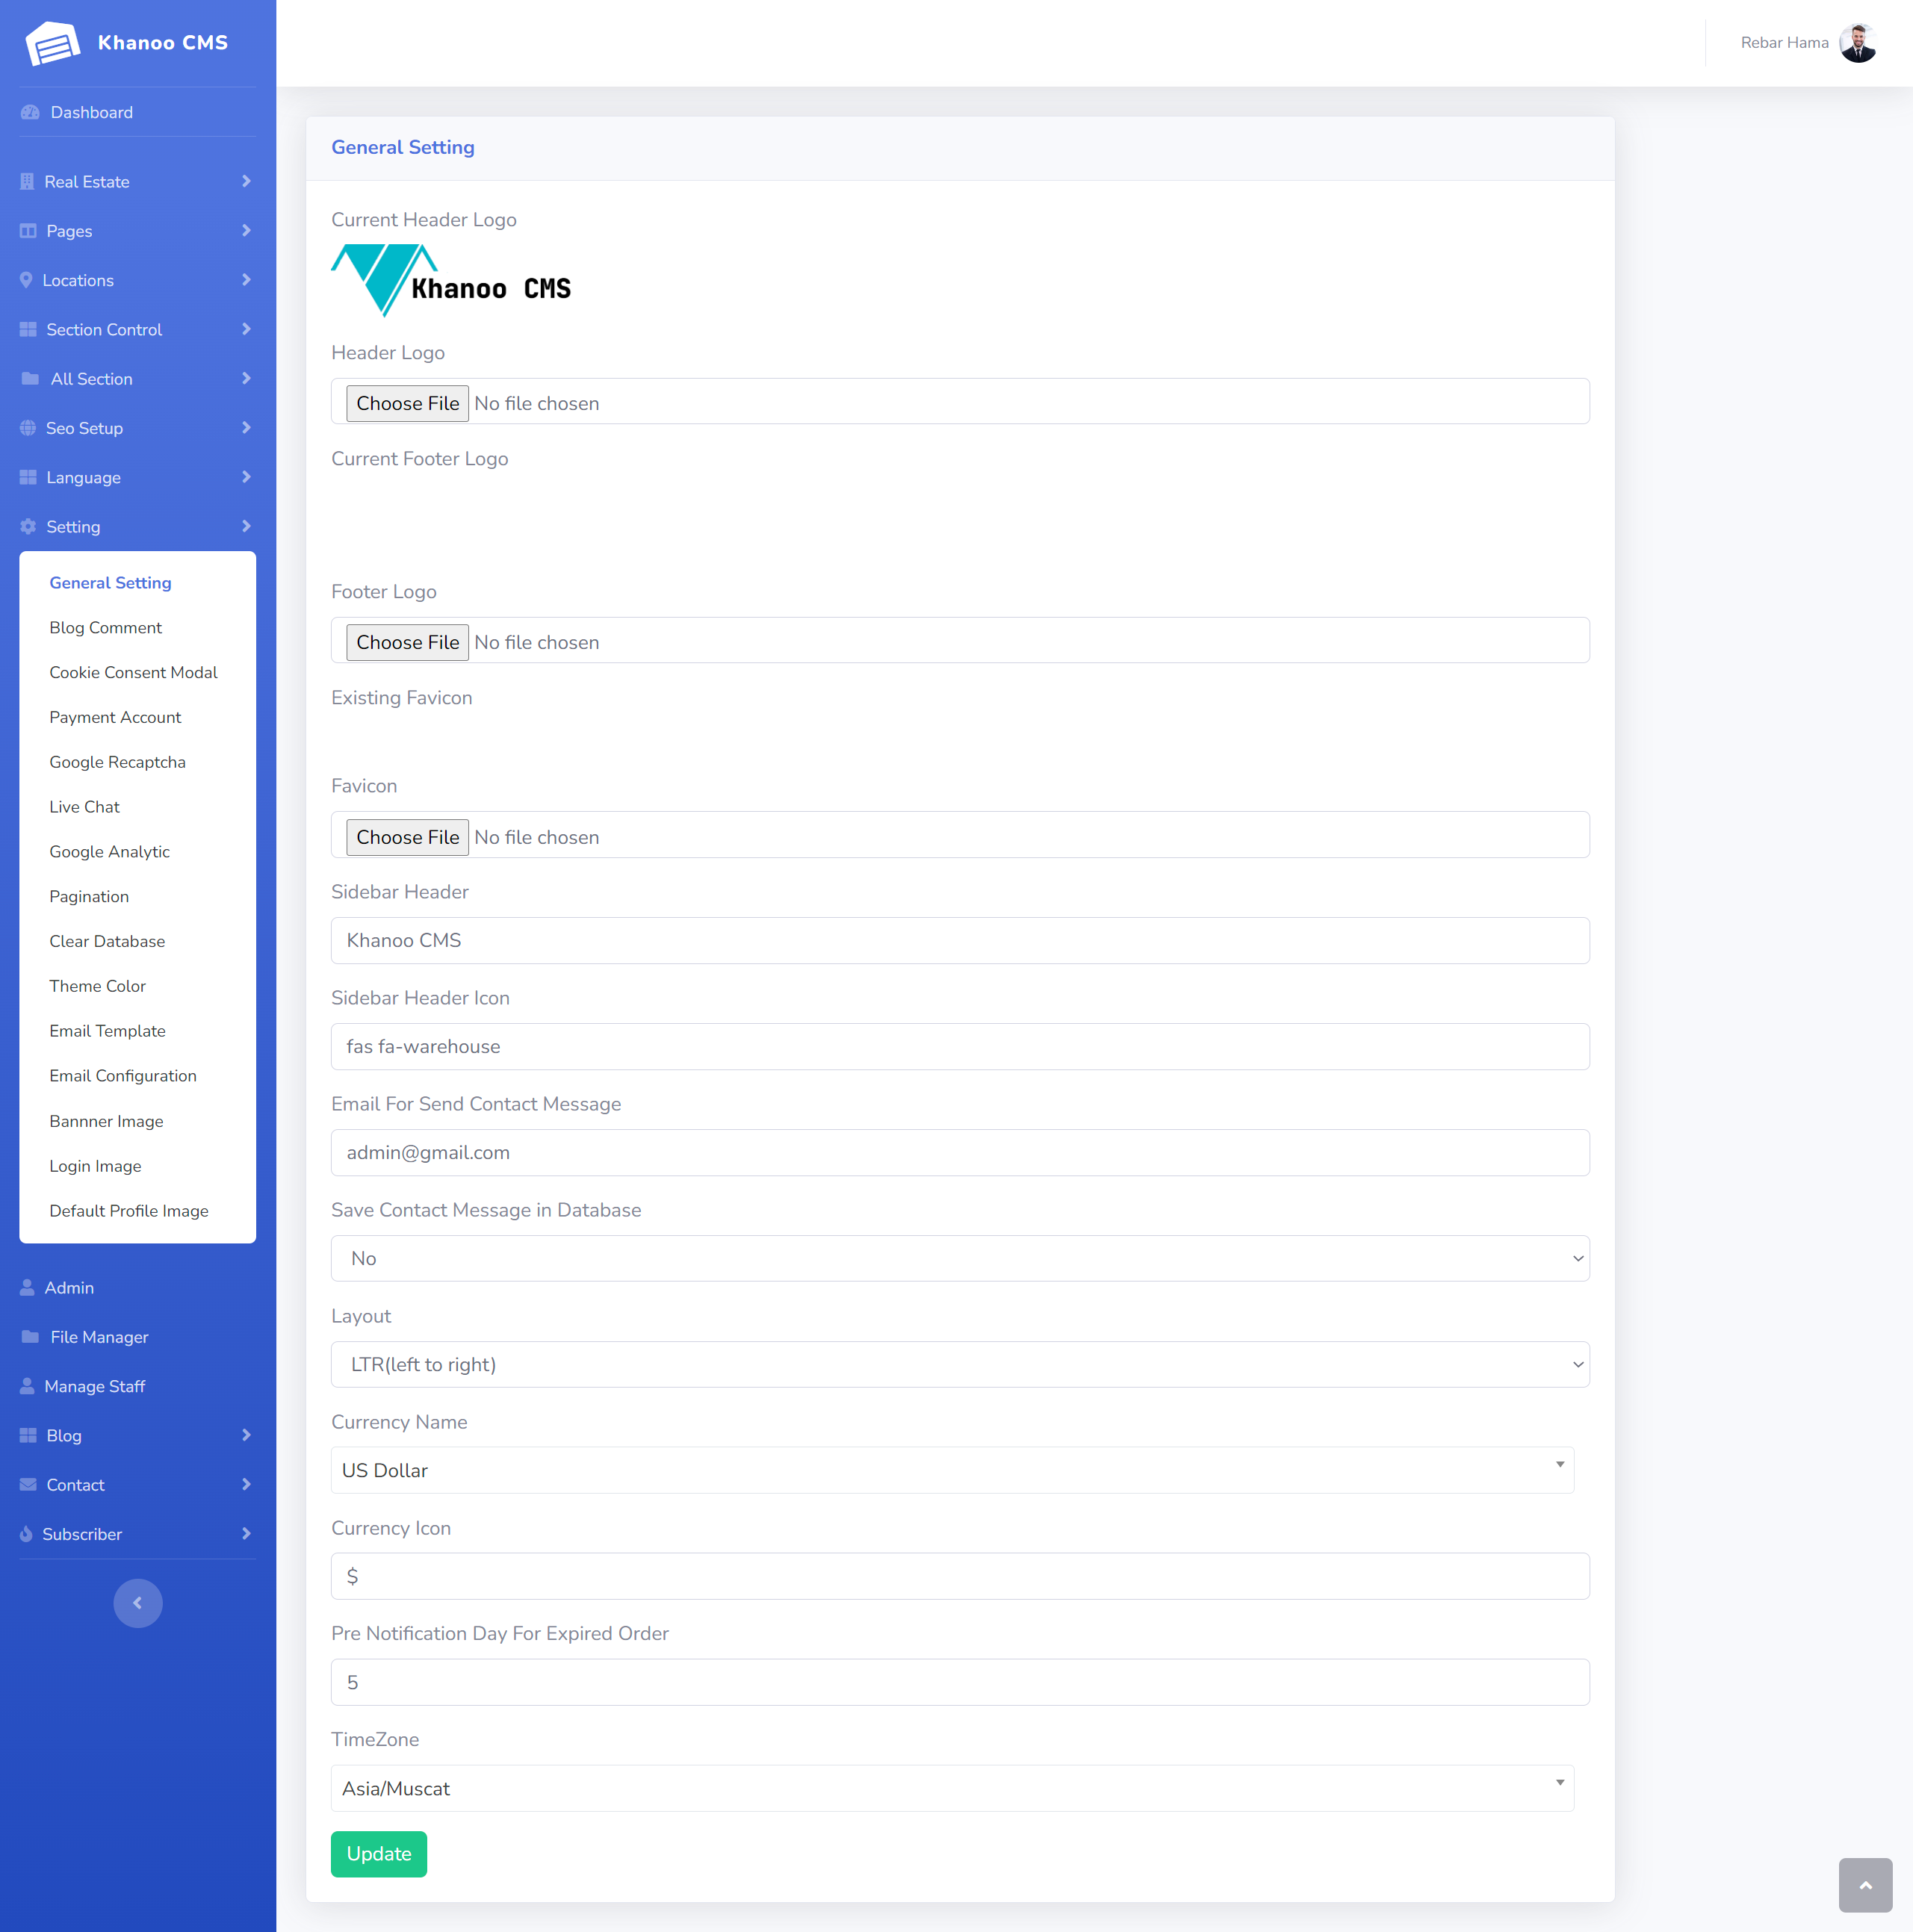 Khanoo CMS
Dashboard
Real Estate
Pages
Locations
Section Control
All Section
Seo Setup
Language
Setting
General Setting
Blog Comment
Cookie Consent Modal
Payment Account
Google Recaptcha
Live Chat
Google Analytic
Pagination
Clear Database
Theme Color
Email Template
Email Configuration
Bannner Image
Login Image
Default Profile Image
Admin
File Manager
Manage Staff
Blog
Contact
Subscriber
Rebar Hama
General Setting
Current Header Logo
Khanoo CMS
Header Logo
Choose File No file chosen
Current Footer Logo
Footer Logo
Choose File No file chosen
Existing Favicon
Favicon
Choose File No file chosen
Sidebar Header
Khanoo CMS
Sidebar Header Icon
fas fa-warehouse
Email For Send Contact Message
admin@gmail.com
Save Contact Message in Database
No
Layout
LTR(left to right)
Currency Name
US Dollar
Currency Icon
$
Pre Notification Day For Expired Order
5
TimeZone
Asia/Muscat
Update